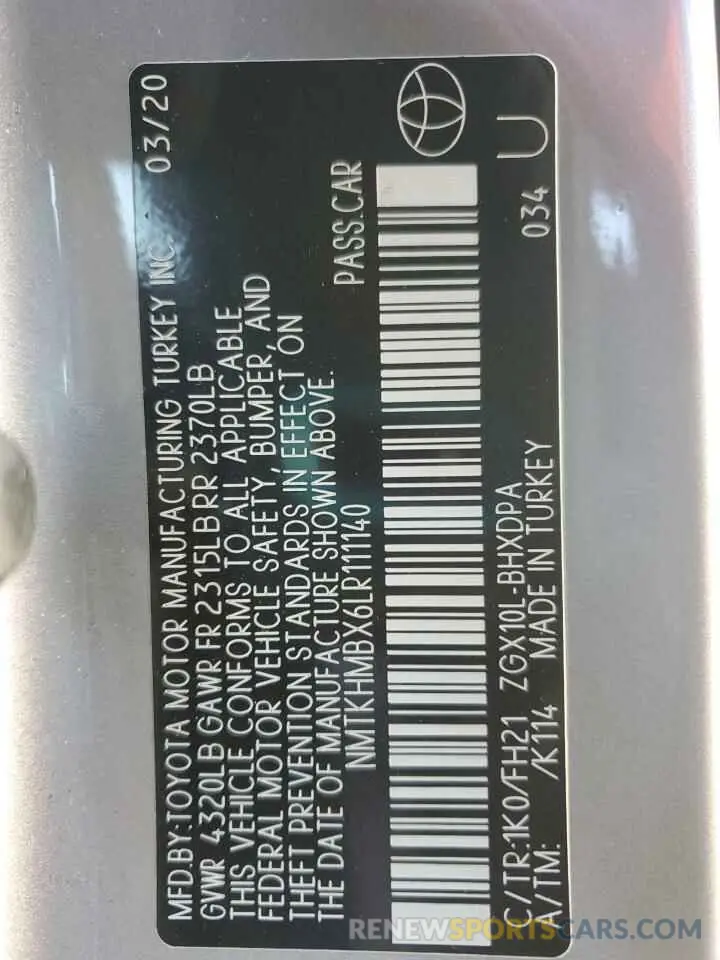 MFD.BY:TOYOTA MOTOR MANUFACTURING TURKEY INC. 03/20
GVWR 4320LB GAWR FR 2315LB RR 2370LB
THIS VEHICLE CONFORMS TO ALL APPLICABLE
FEDERAL MOTOR VEHICLE SAFETY, BUMPER, AND
THEFT PREVENTION STANDARDS IN EFFECT ON
THE DATE OF MANUFACTURE SHOWN ABOVE.
NMTKHMBX6LR111140 PASS.CAR
C/TR:1K0/FH21 ZGX10L-BHXDPA 034
A/TM: /K114 MADE IN TURKEY U
RENEWSPORTSCARS.COM